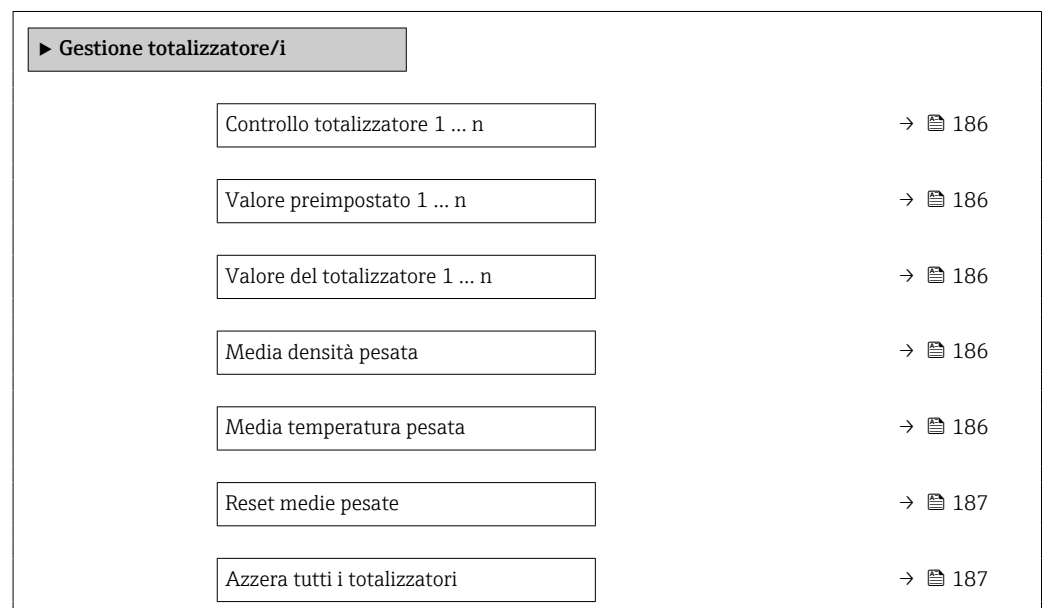 ▶ Gestione totalizzatore/i
Controllo totalizzatore 1 … n → 186
Valore preimpostato 1 … n → 186
Valore del totalizzatore 1 … n → 186
Media densità pesata → 186
Media temperatura pesata → 186
Reset medie pesate → 187
Azzera tutti i totalizzatori → 187